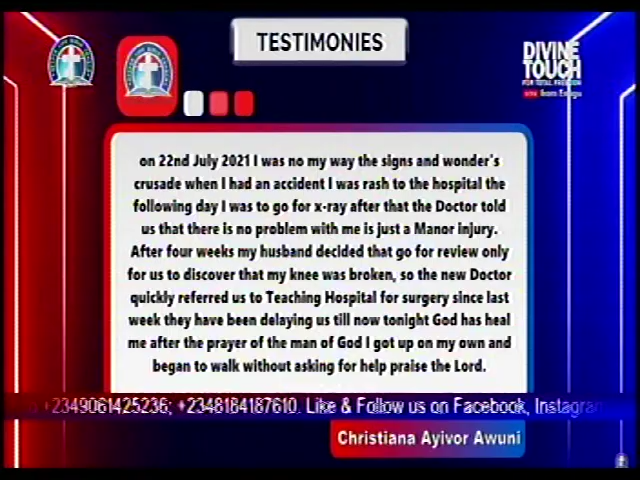 TESTIMONIES
DIVINE
TOUCH
FOR TOTAL FREEDOM
from Enugu
on 22nd July 2021 I was no my way the signs and wonder's
crusade when I had an accident I was rash to the hospital the
following day I was to go for x-ray after that the Doctor told
us that there is no problem with me is just a Manor injury.
After four weeks my husband decided that go for review only
for us to discover that my knee was broken, so the new Doctor
quickly referred us to Teaching Hospital for surgery since last
week they have been delaying us till now tonight God has heal
me after the prayer of the man of God I got up on my own and
began to walk without asking for help praise the Lord.
+2349061425236; +2348184187610. Like & Follow us on Facebook, Instagra
Christiana Ayivor Awuni